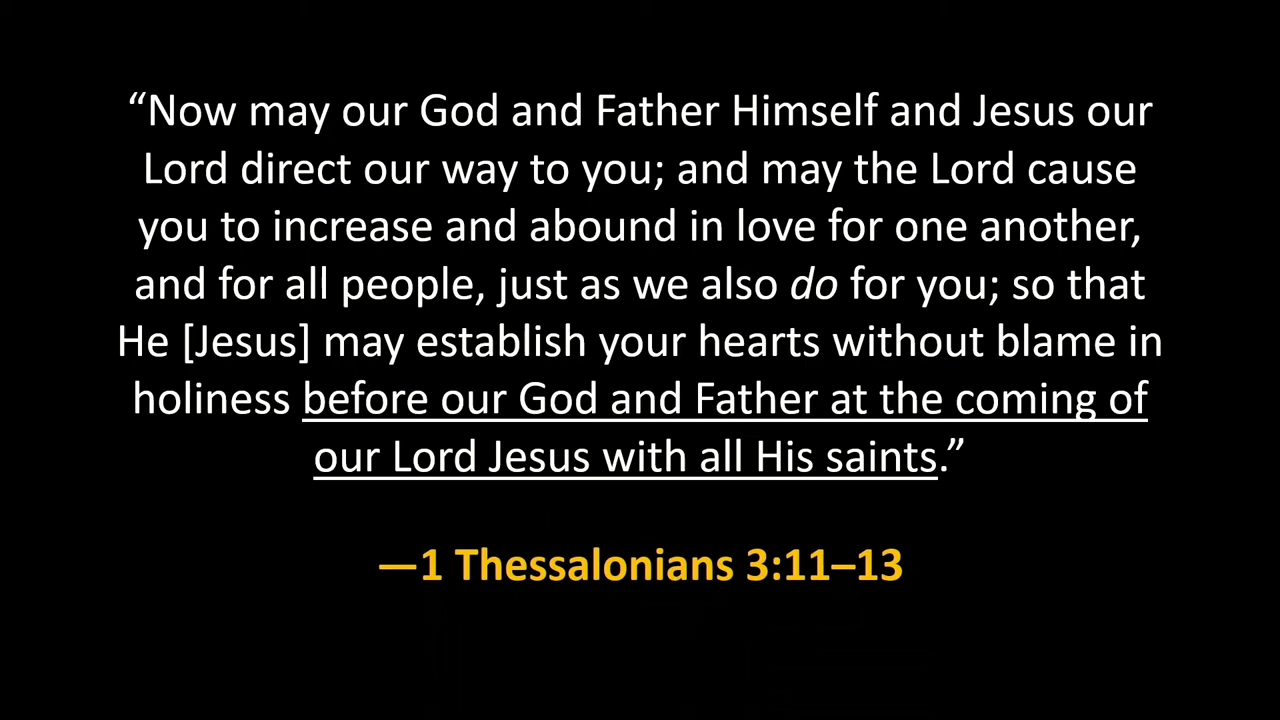 “Now may our God and Father Himself and Jesus our
Lord direct our way to you; and may the Lord cause
you to increase and abound in love for one another,
and for all people, just as we also do for you; so that
He [Jesus] may establish your hearts without blame in
holiness before our God and Father at the coming of
our Lord Jesus with all His saints.”
—1 Thessalonians 3:11–13